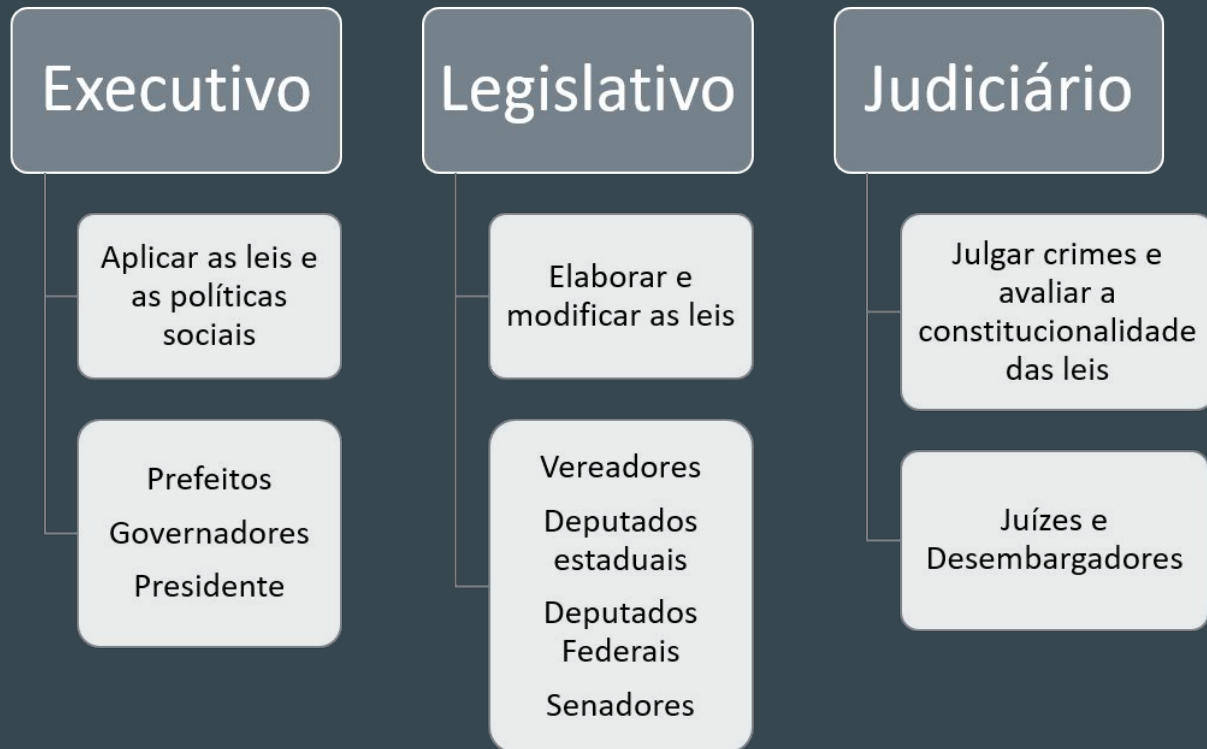 Executivo
Aplicar as leis e
as políticas
sociais
Prefeitos
Governadores
Presidente
Legislativo
Elaborar e
modificar as leis
Vereadores
Deputados
estaduais
Deputados
Federais
Senadores
Judiciário
Julgar crimes e
avaliar a
constitucionalidade
das leis
Juízes e
Desembargadores